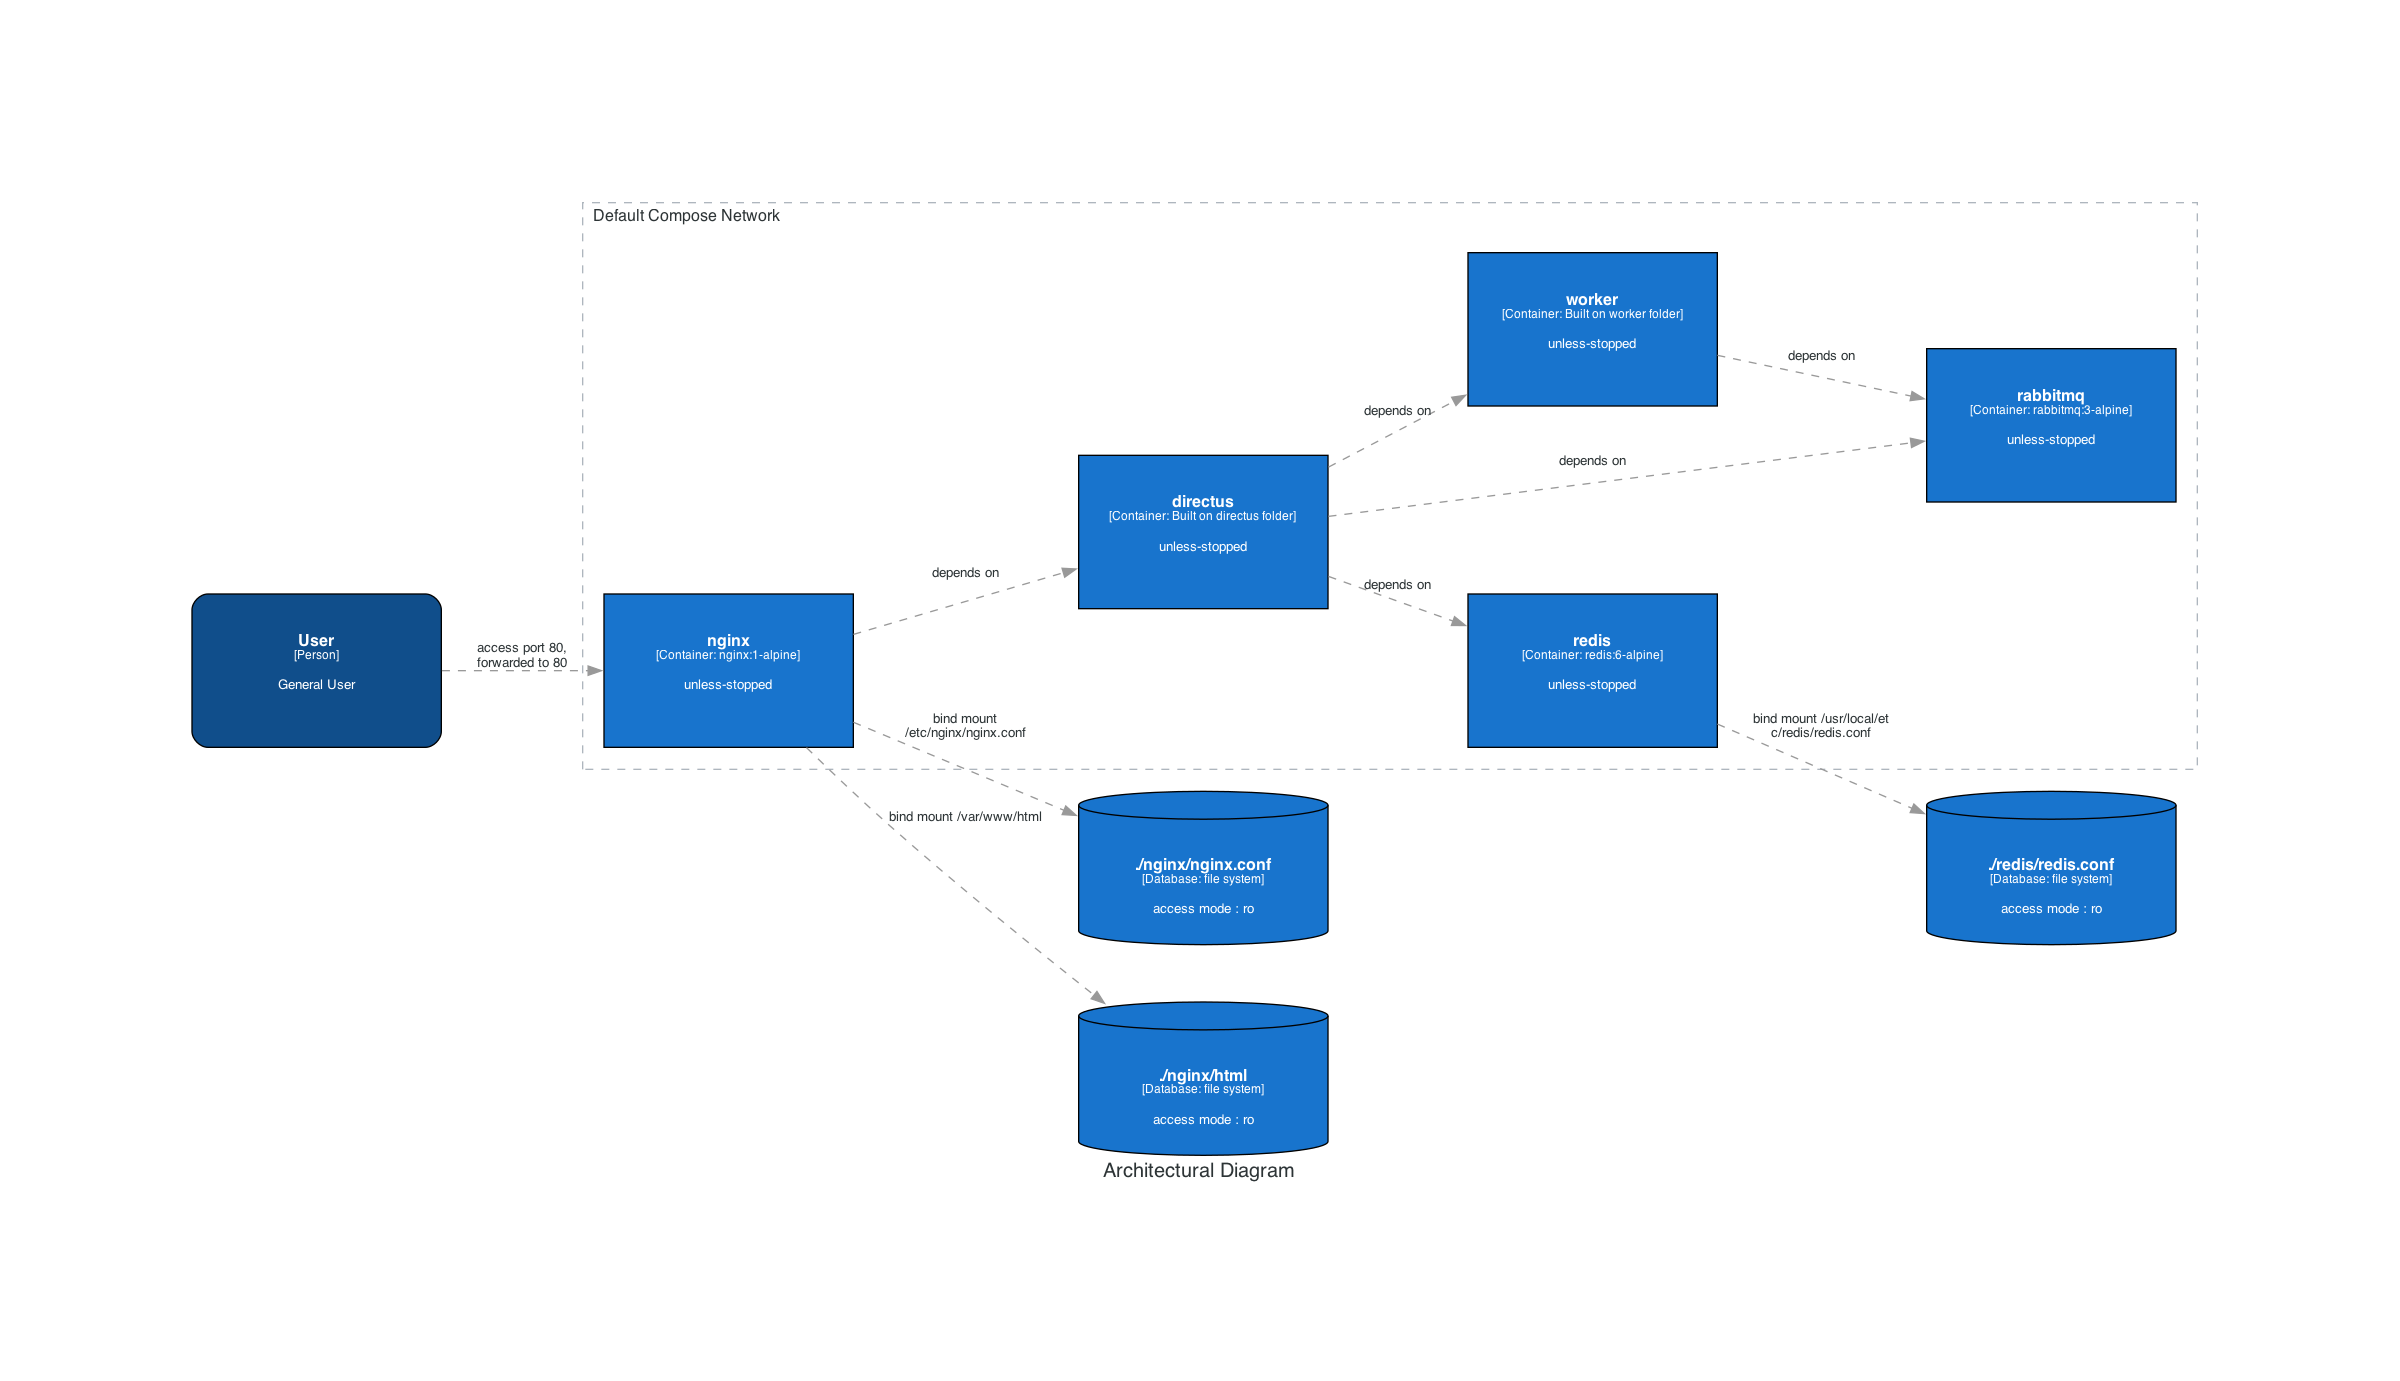 Default Compose Network
worker
[Container: Built on worker folder]
unless-stopped
depends on
rabbitmq
[Container: rabbitmq:3-alpine]
unless-stopped
depends on
depends on
directus
[Container: Built on directus folder]
unless-stopped
depends on
depends on
User
[Person]
General User
access port 80,
forwarded to 80
nginx
[Container: nginx:1-alpine]
unless-stopped
redis
[Container: redis:6-alpine]
unless-stopped
bind mount
/etc/nginx/nginx.conf
bind mount /usr/local/et
c/redis/redis.conf
bind mount /var/www/html
./nginx/nginx.conf
[Database: file system]
access mode : ro
./redis/redis.conf
[Database: file system]
access mode : ro
./nginx/html
[Database: file system]
access mode : ro
Architectural Diagram